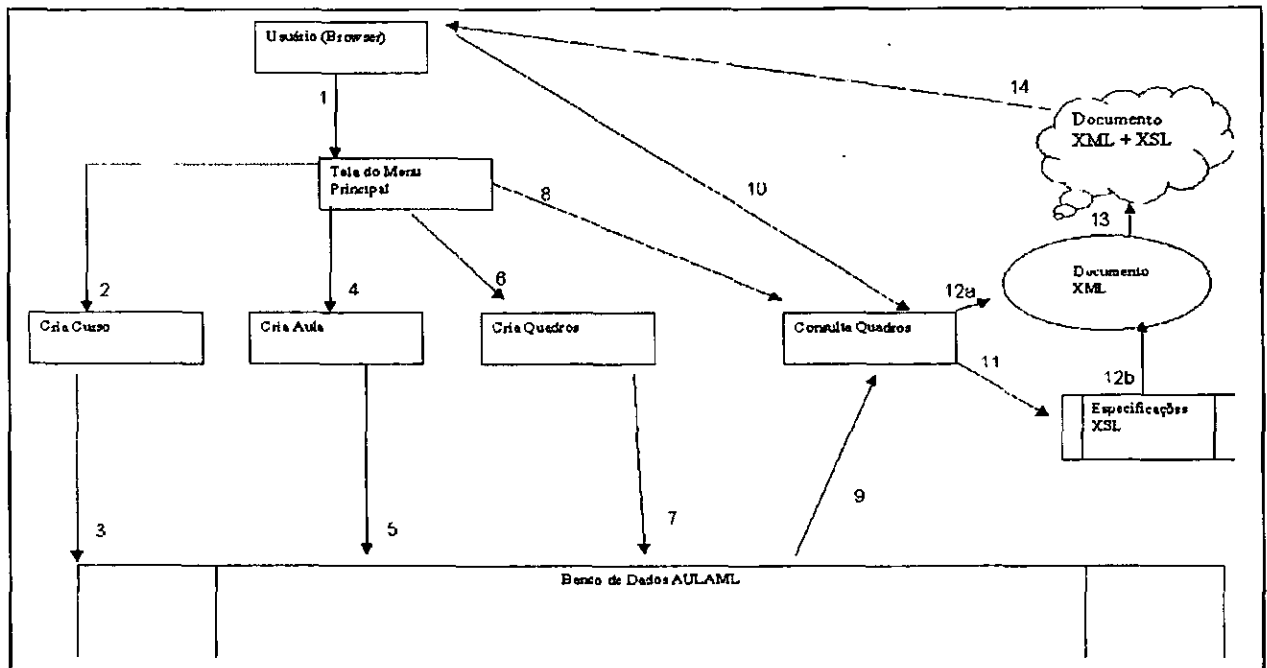 Usuário (Browser)
1
14
Documento
XML + XSL
Tela do Menu
Principal
8
10
13
2
4
6
12a
Documento
XML
Cria Curso
Cria Aula
Cria Quadros
Consulta Quadros
11
12b
Especificações
XSL
3
5
7
9
Banco de Dados AULAML